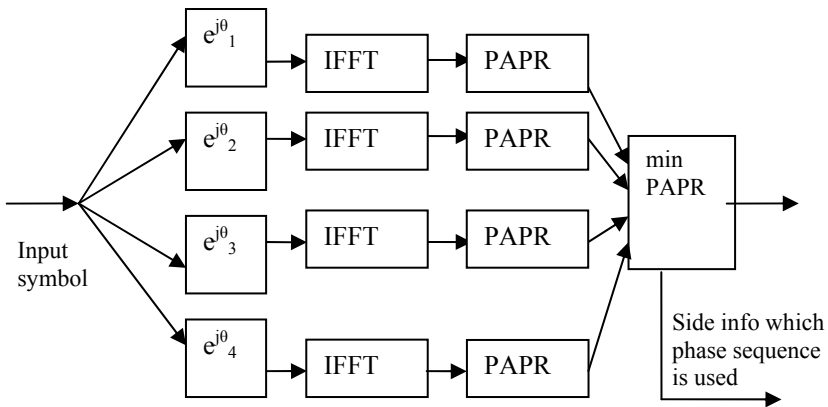 e^jθ_1
IFFT
PAPR
e^jθ_2
IFFT
PAPR
min
PAPR
e^jθ_3
IFFT
PAPR
Input
symbol
e^jθ_4
IFFT
PAPR
Side info which
phase sequence
is used